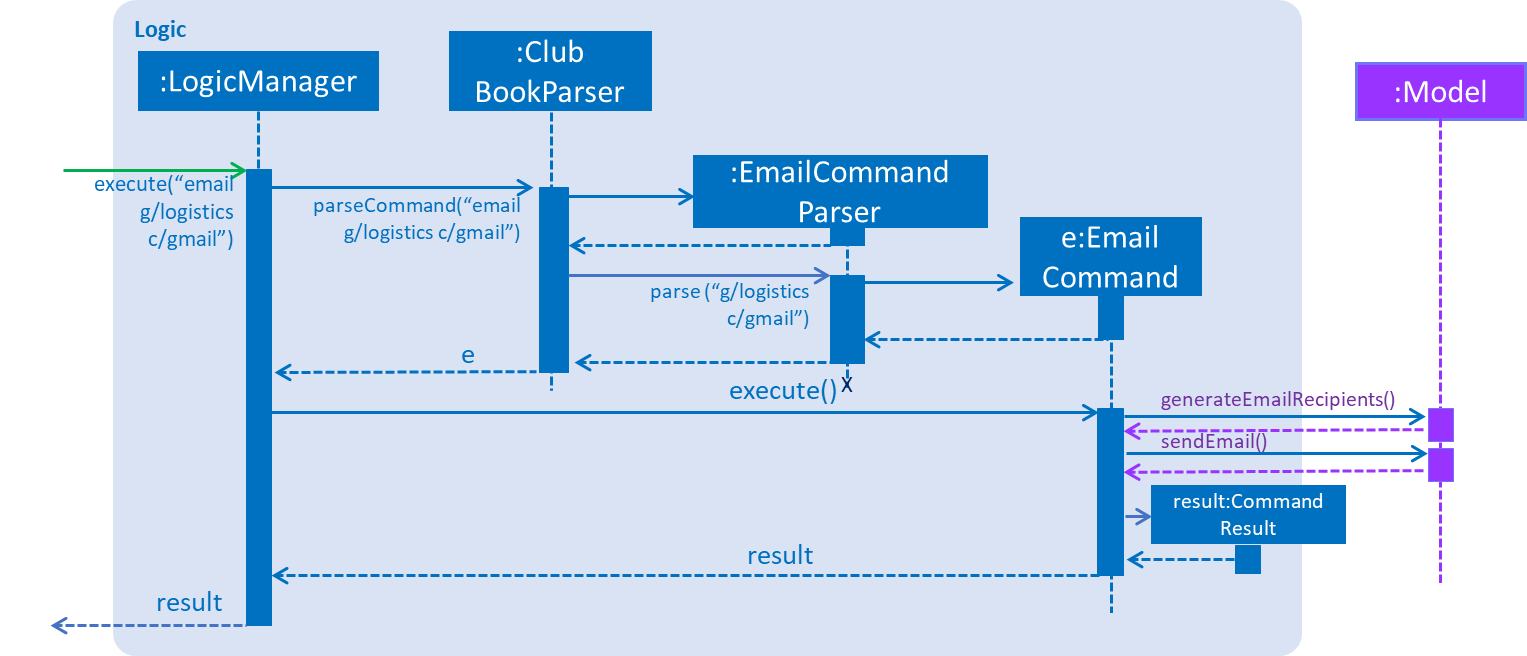 Logic
:LogicManager
:Club
BookParser
:Model
:EmailCommand
Parser
execute(“email
g/logistics
c/gmail”)
parseCommand(“email
g/logistics c/gmail”)
e:Email
Command
parse (“g/logistics
c/gmail”)
e
execute()
X
generateEmailRecipients()
sendEmail()
result:Command
Result
result
result